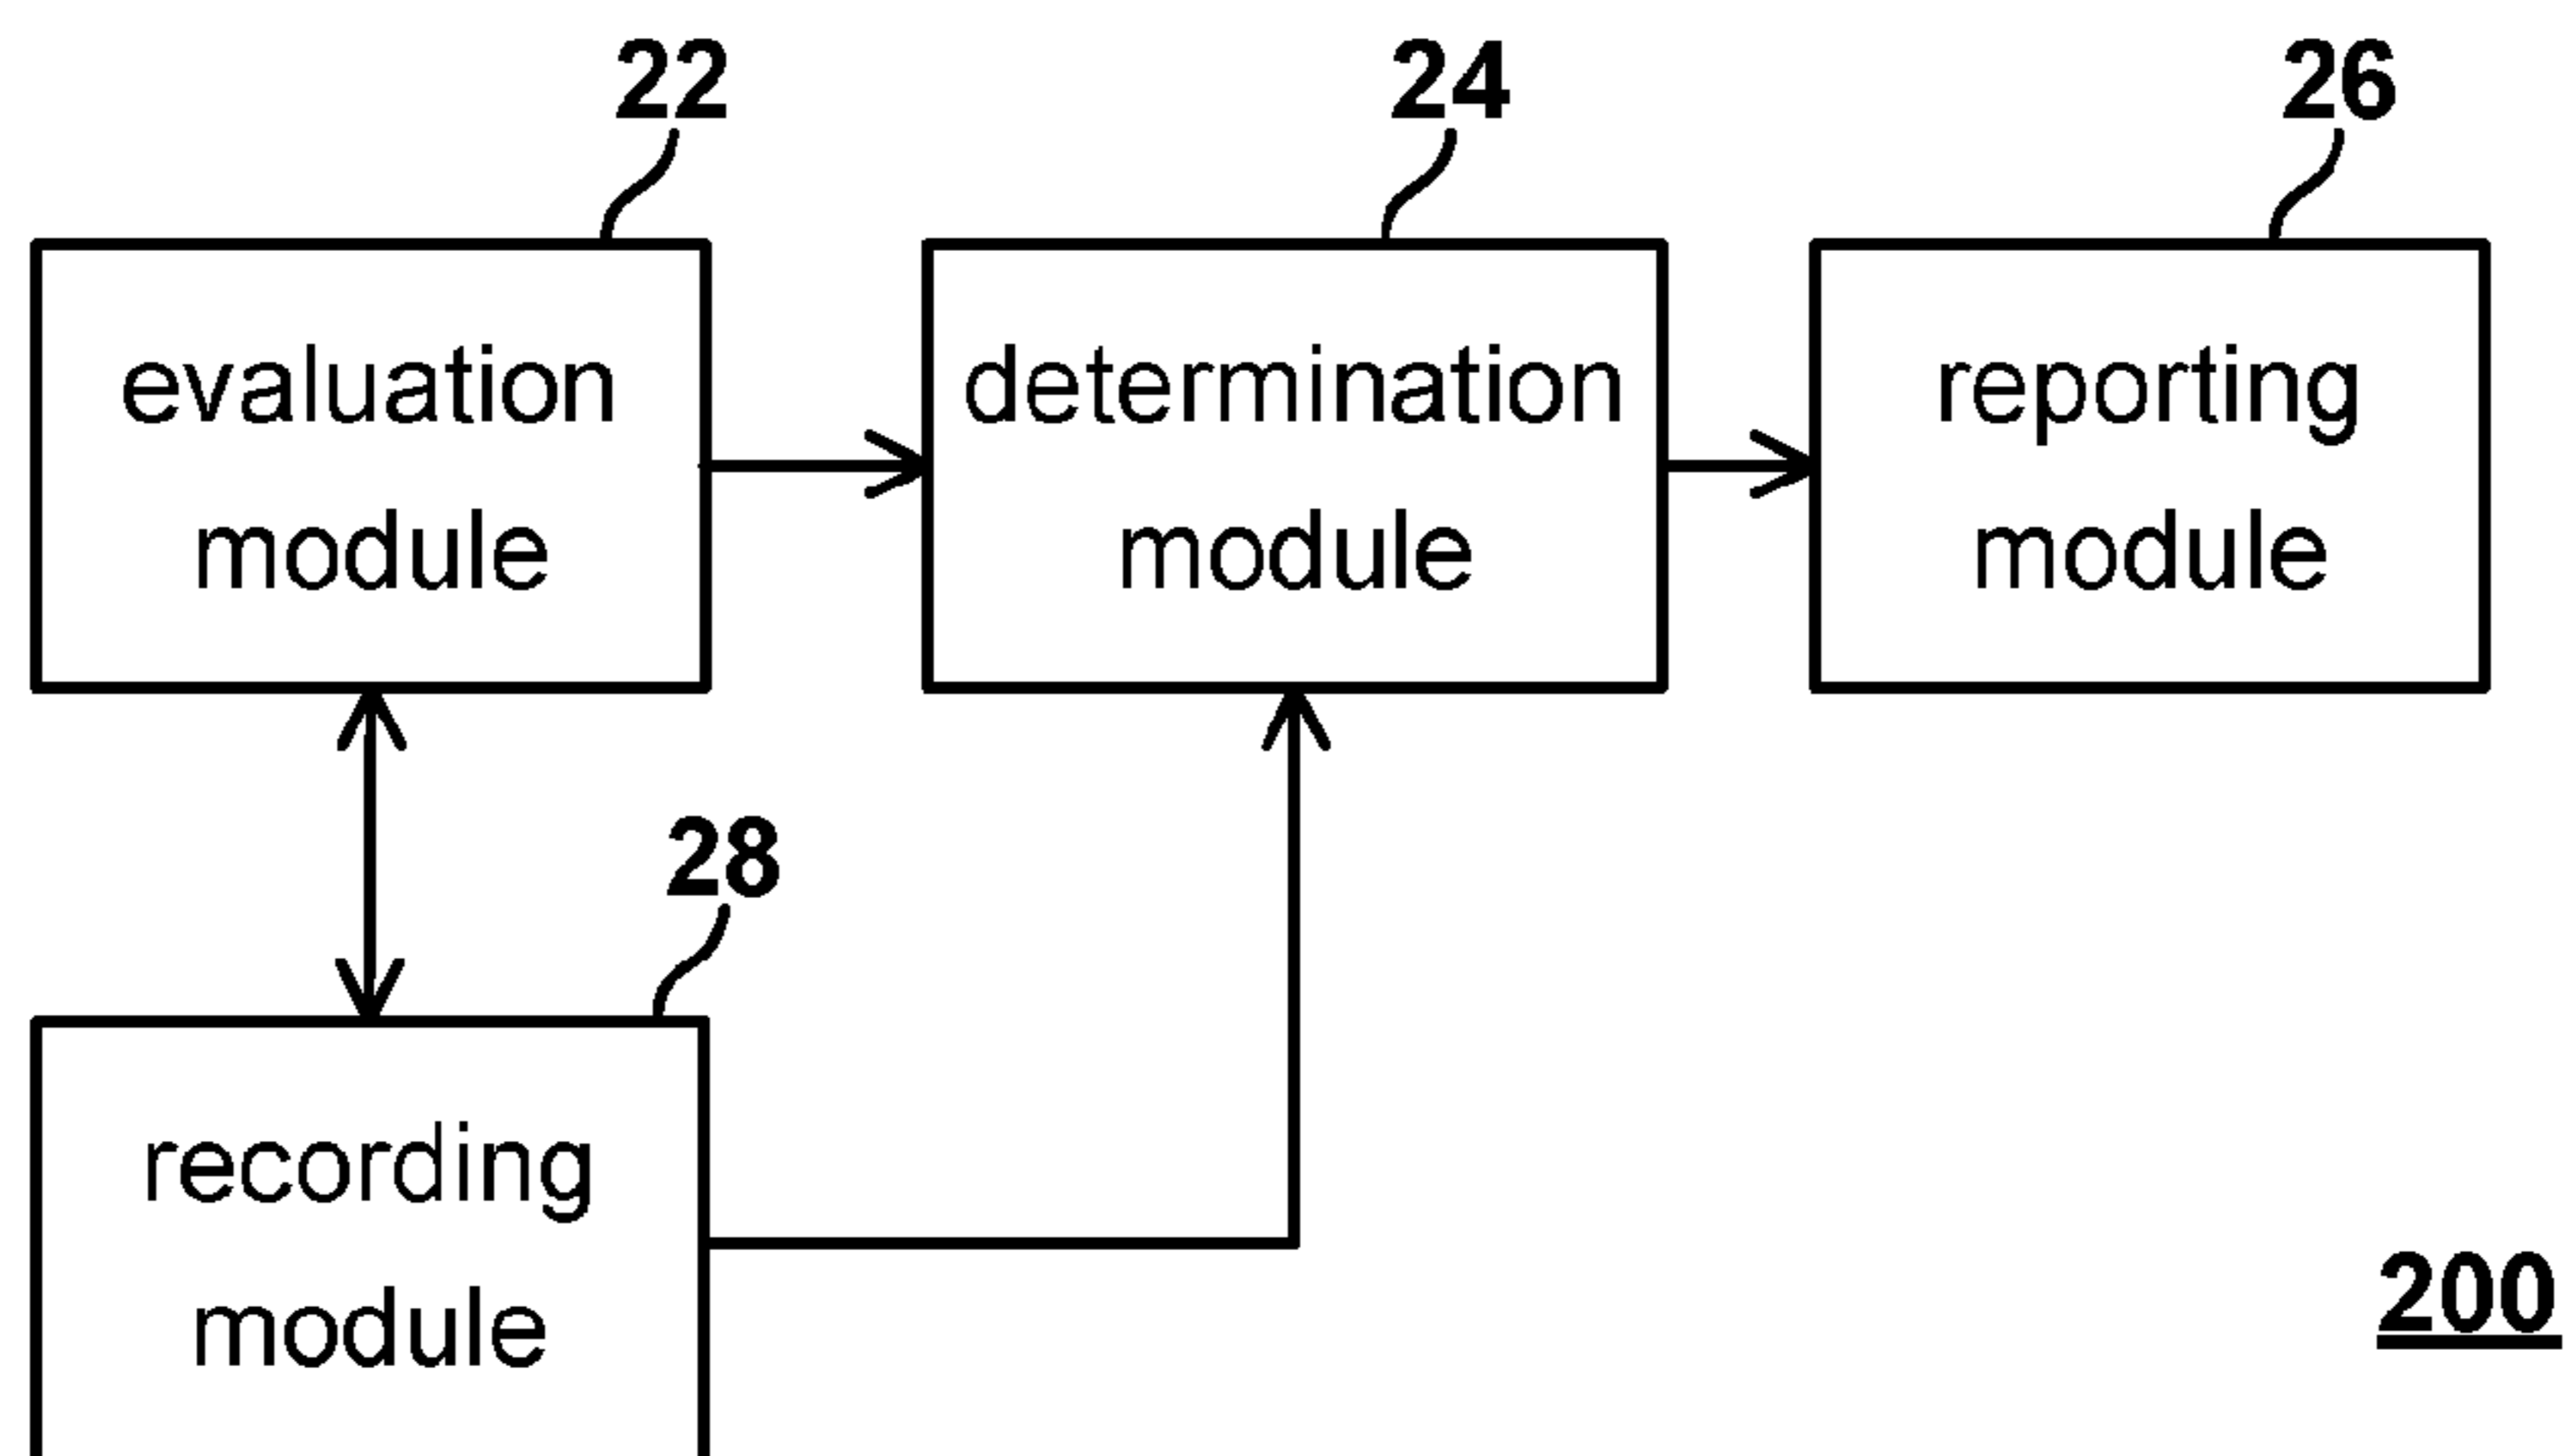 22
24
26
evaluation
module
determination
module
reporting
module
28
recording
module
200